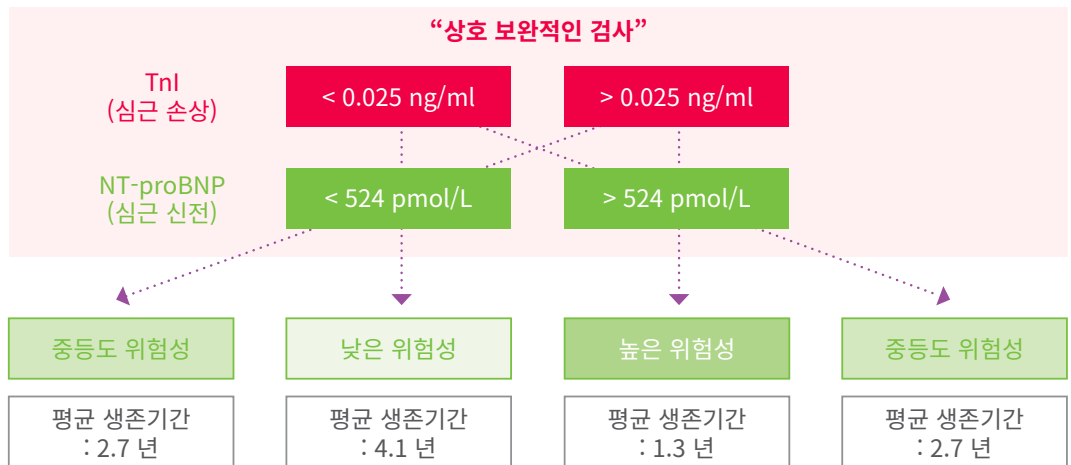 “상호 보완적인 검사”
TnI
(심근 손상)
< 0.025 ng/ml
> 0.025 ng/ml
NT-proBNP
(심근 신전)
< 524 pmol/L
> 524 pmol/L
중등도 위험성
낮은 위험성
높은 위험성
중등도 위험성
평균 생존기간
: 2.7 년
평균 생존기간
: 4.1 년
평균 생존기간
: 1.3 년
평균 생존기간
: 2.7 년